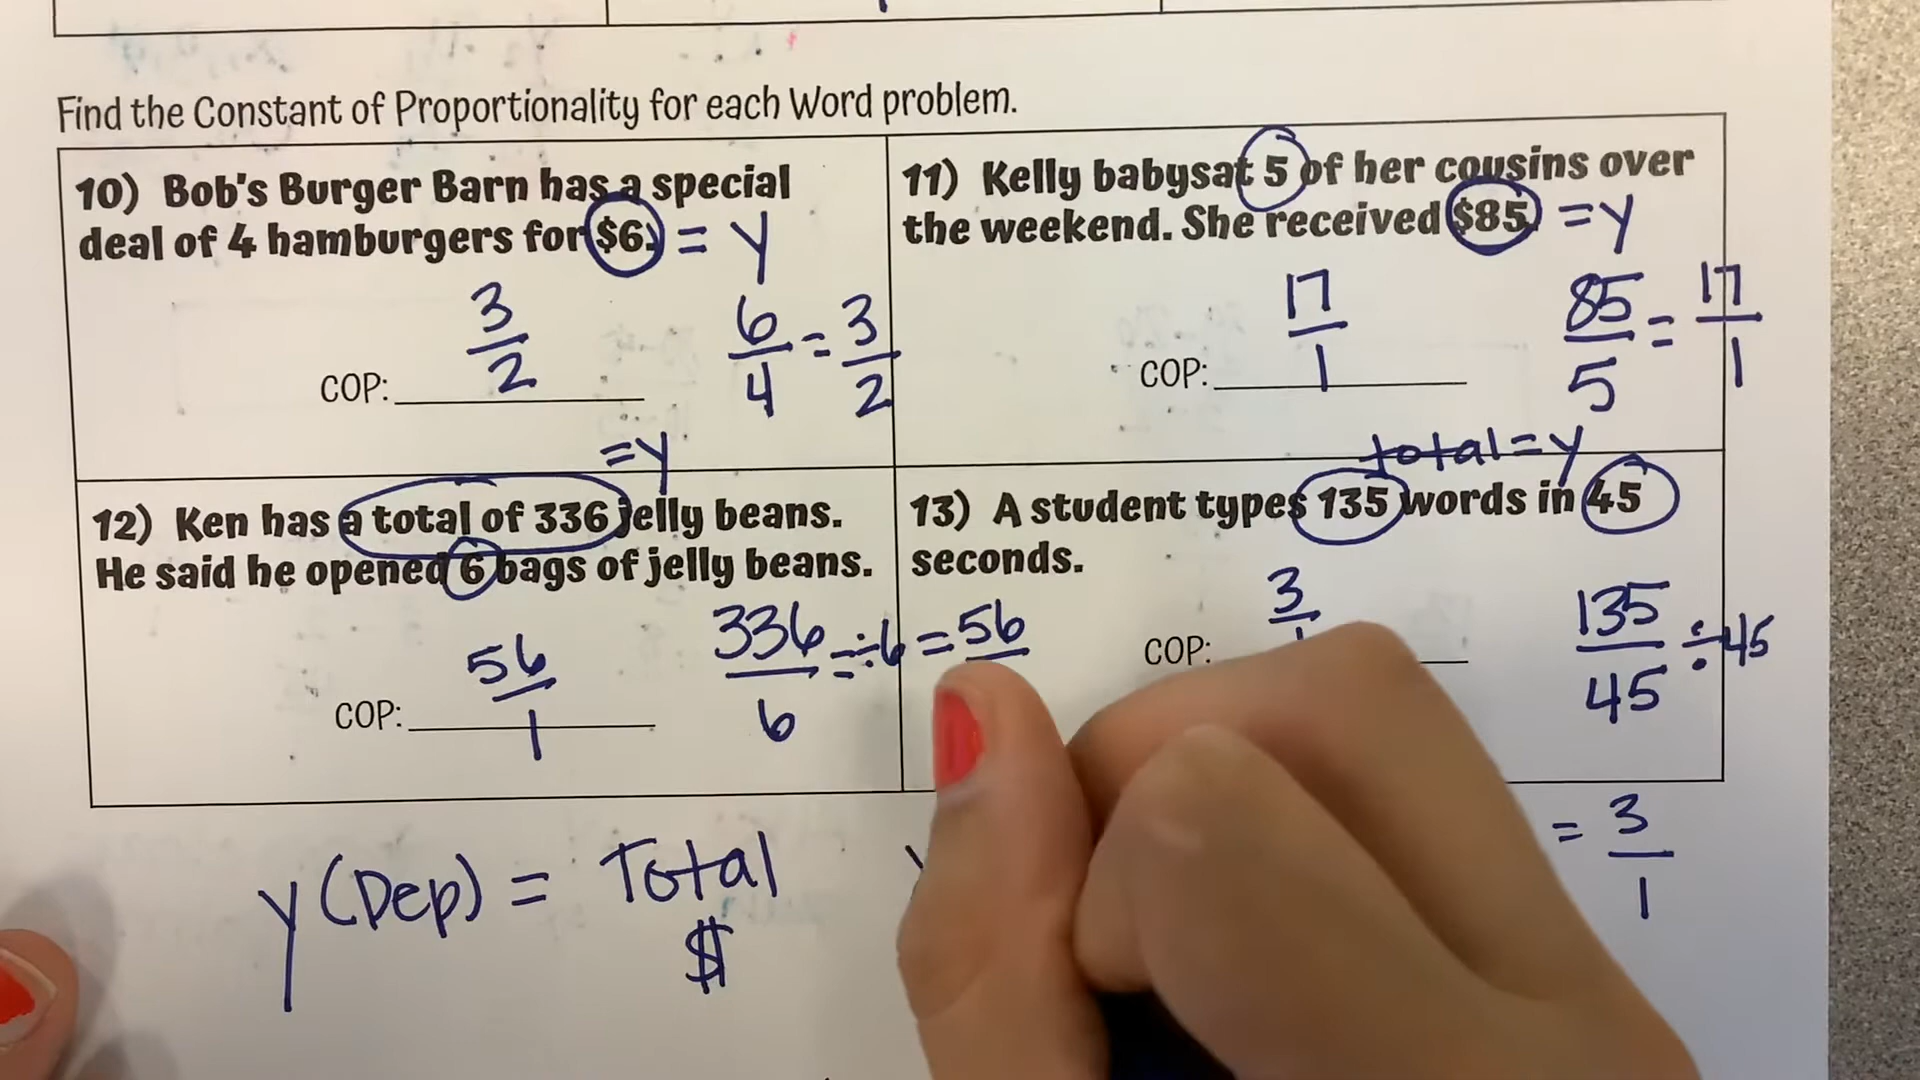 Find the Constant of Proportionality for each Word problem.
10) Bob's Burger Barn has a special
deal of 4 hamburgers for $6. = y
3/2
6/4 = 3/2
COP:
11) Kelly babysat 5 of her cousins over
the weekend. She received $85. = y
17/1
85/5 = 17/1
COP:
= y
12) Ken has a total of 336 jelly beans.
He said he opened 6 bags of jelly beans.
56/1
336/6 = ÷6 = 56
COP:
total = y
13) A student types 135 words in 45
seconds.
3
135/45 ÷ 45
COP:
= 3/1
y (Dep) = Total
$